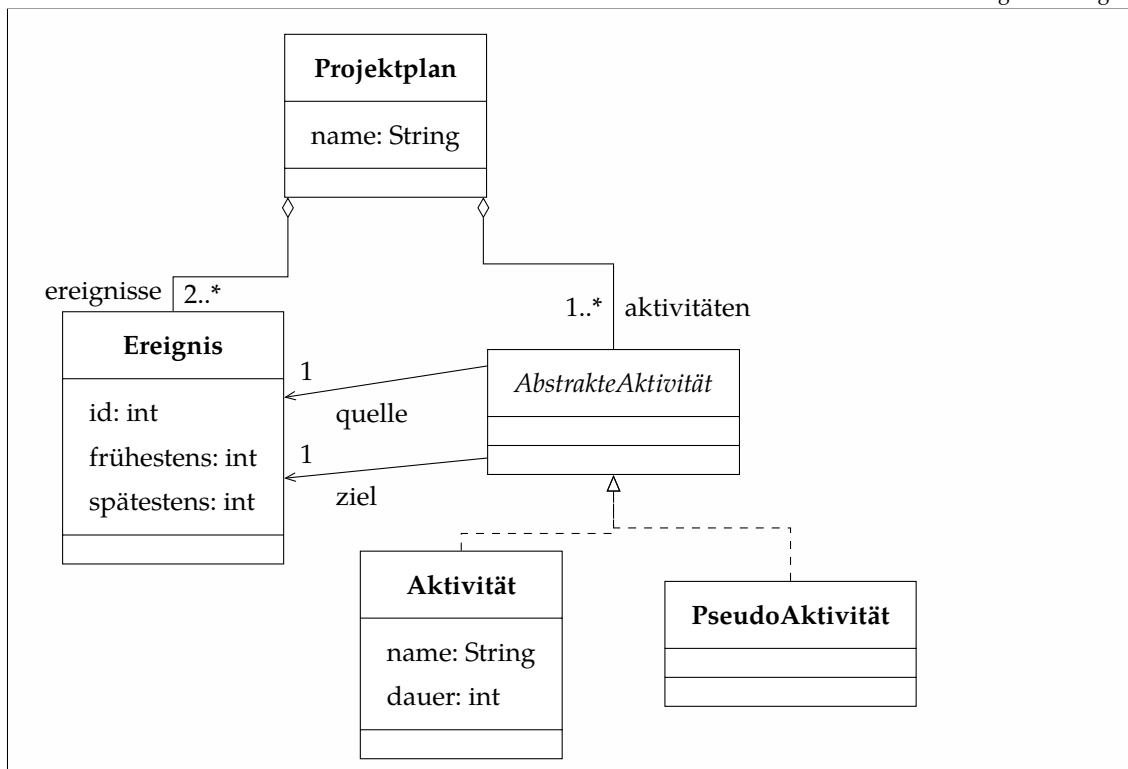 Projektplan
name: String
ereignisse
2..*
1..*
aktivitäten
Ereignis
id: int
frühestens: int
spätestens: int
1
quelle
1
ziel
AbstrakteAktivität
Aktivität
name: String
dauer: int
PseudoAktivität